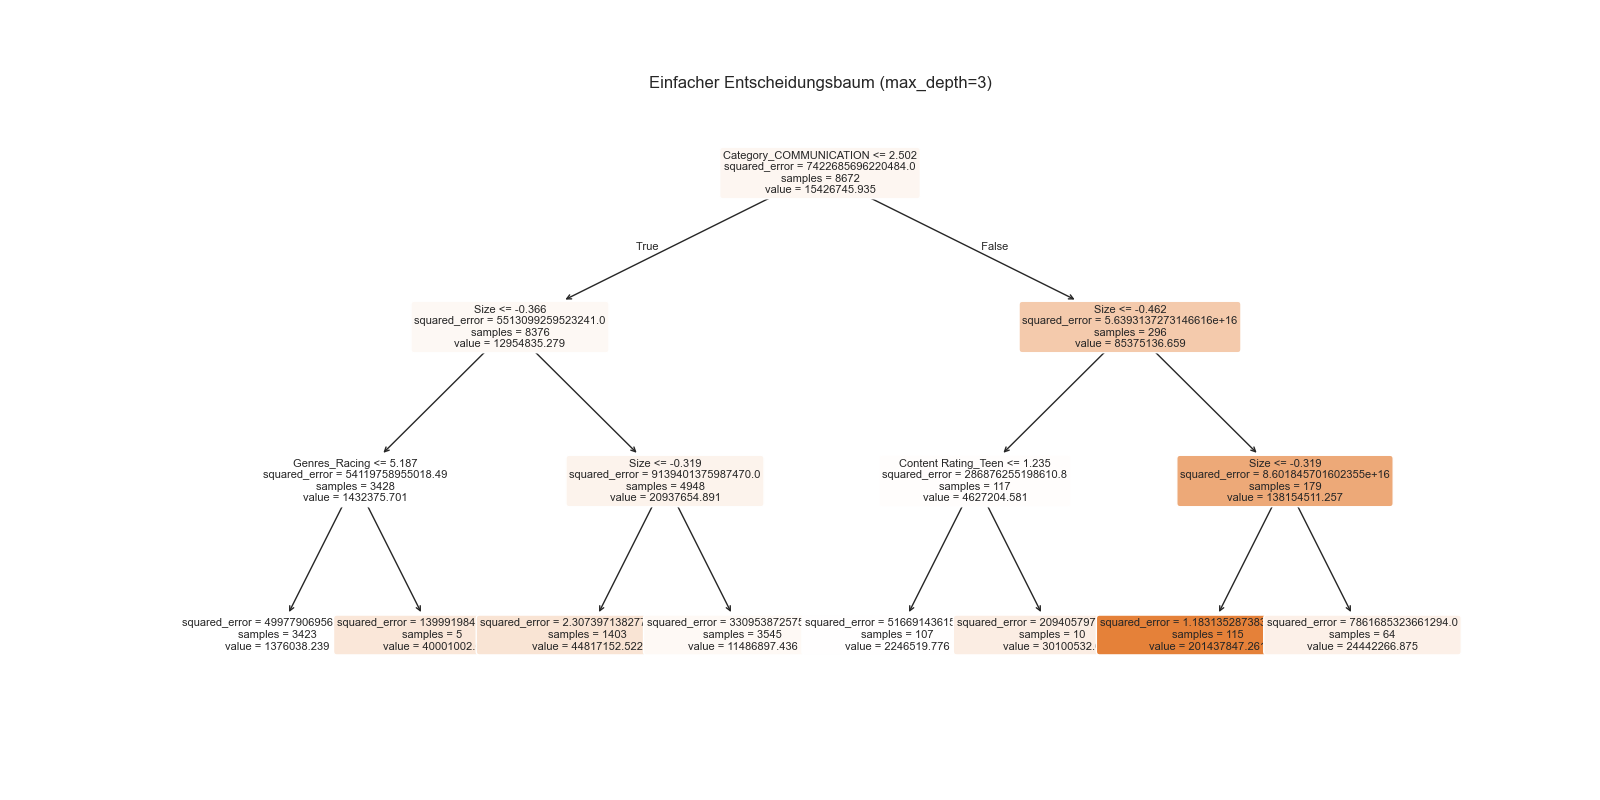 Einfacher Entscheidungsbaum (max_depth=3)
Category_COMMUNICATION <= 2.502
squared_error = 7422685696220484.0
samples = 8672
value = 15426745.935
True
False
Size <= -0.366
squared_error = 5513099259523241.0
samples = 8376
value = 12954835.279
Size <= -0.462
squared_error = 5.6393137273146616e+16
samples = 296
value = 85375136.659
Genres_Racing <= 5.187
squared_error = 54119758955018.49
samples = 3428
value = 1432375.701
Size <= -0.319
squared_error = 9139401375987470.0
samples = 4948
value = 20937654.891
Content Rating_Teen <= 1.235
squared_error = 286876255198610.8
samples = 117
value = 4627204.581
Size <= -0.319
squared_error = 8.601845701602355e+16
samples = 179
value = 138154511.257
squared_error = 49977906956
samples = 3423
value = 1376038.239
squared_error = 139991984
samples = 5
value = 40001002.
squared_error = 2.307397138277
samples = 1403
value = 44817152.522
squared_error = 330953872575
samples = 3545
value = 11486897.436
squared_error = 51669143615
samples = 107
value = 2246519.776
squared_error = 209405797
samples = 10
value = 30100532.
squared_error = 1.183135287383
samples = 115
value = 201437847.261
squared_error = 7861685323661294.0
samples = 64
value = 24442266.875